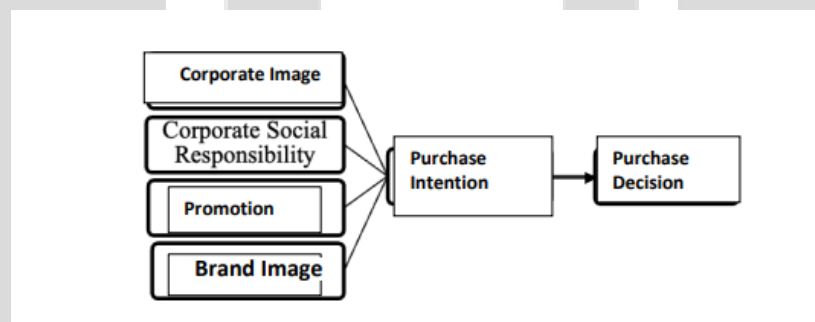 Corporate Image
Corporate Social
Responsibility
Promotion
Brand Image
Purchase
Intention
Purchase
Decision